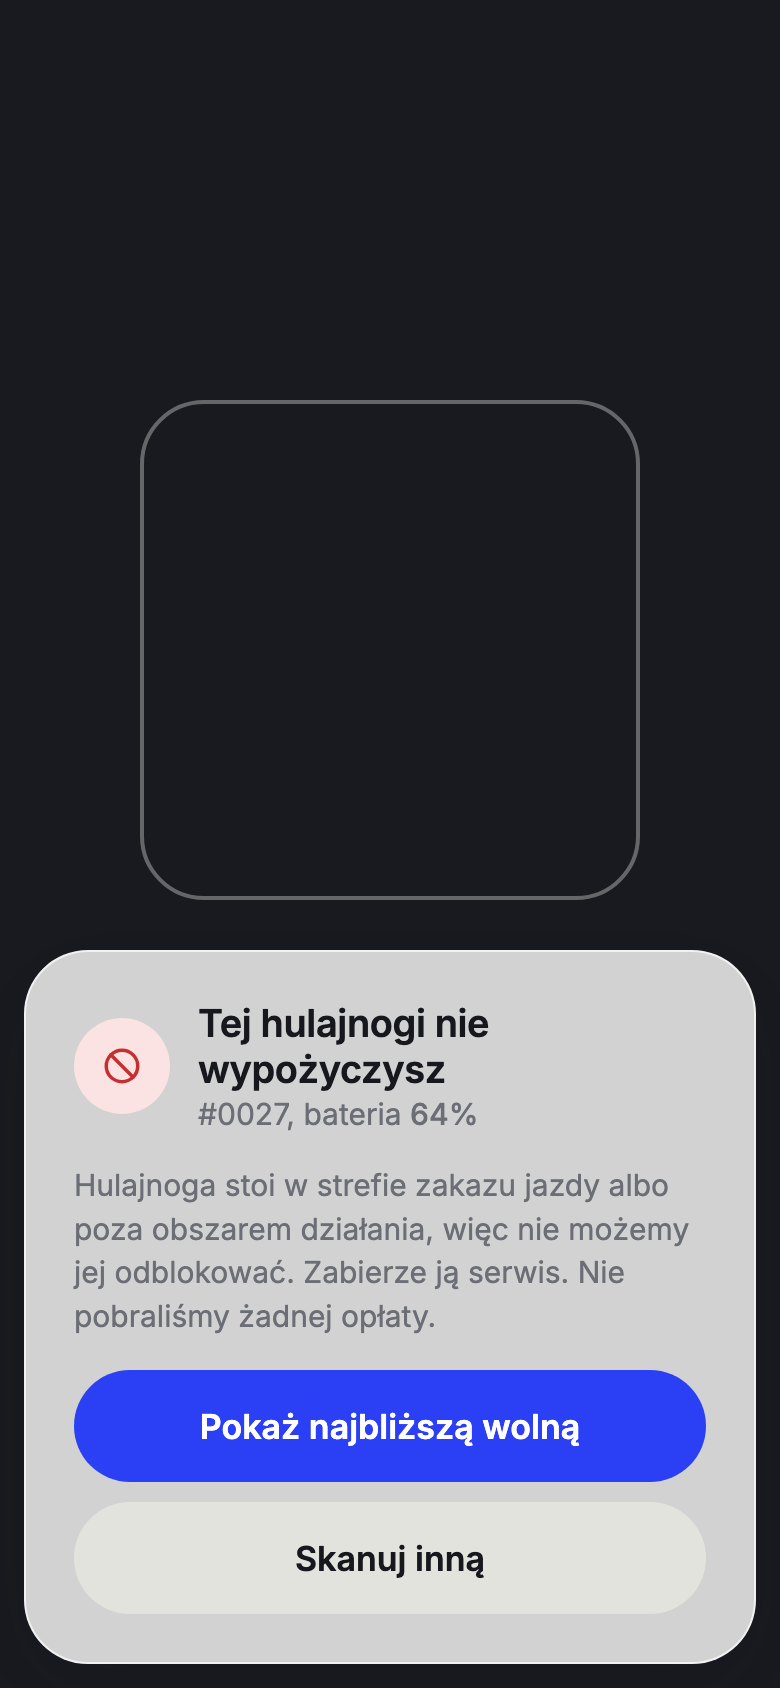 Tej hulajnogi nie
wypożyczysz
#0027, bateria 64%
Hulajnoga stoi w strefie zakazu jazdy albo
poza obszarem działania, więc nie możemy
jej odblokować. Zabierze ją serwis. Nie
pobraliśmy żadnej opłaty.
Pokaż najbliższą wolną
Skanuj inną